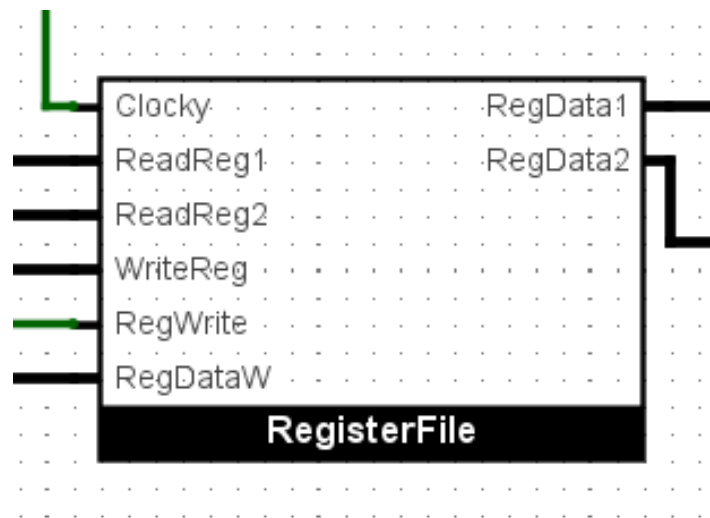 Clocky RegData1
ReadReg1 RegData2
ReadReg2
WriteReg
RegWrite
RegDataW
RegisterFile